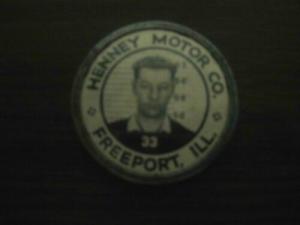 HENNEY MOTOR CO.
33
FREEPORT, ILL.